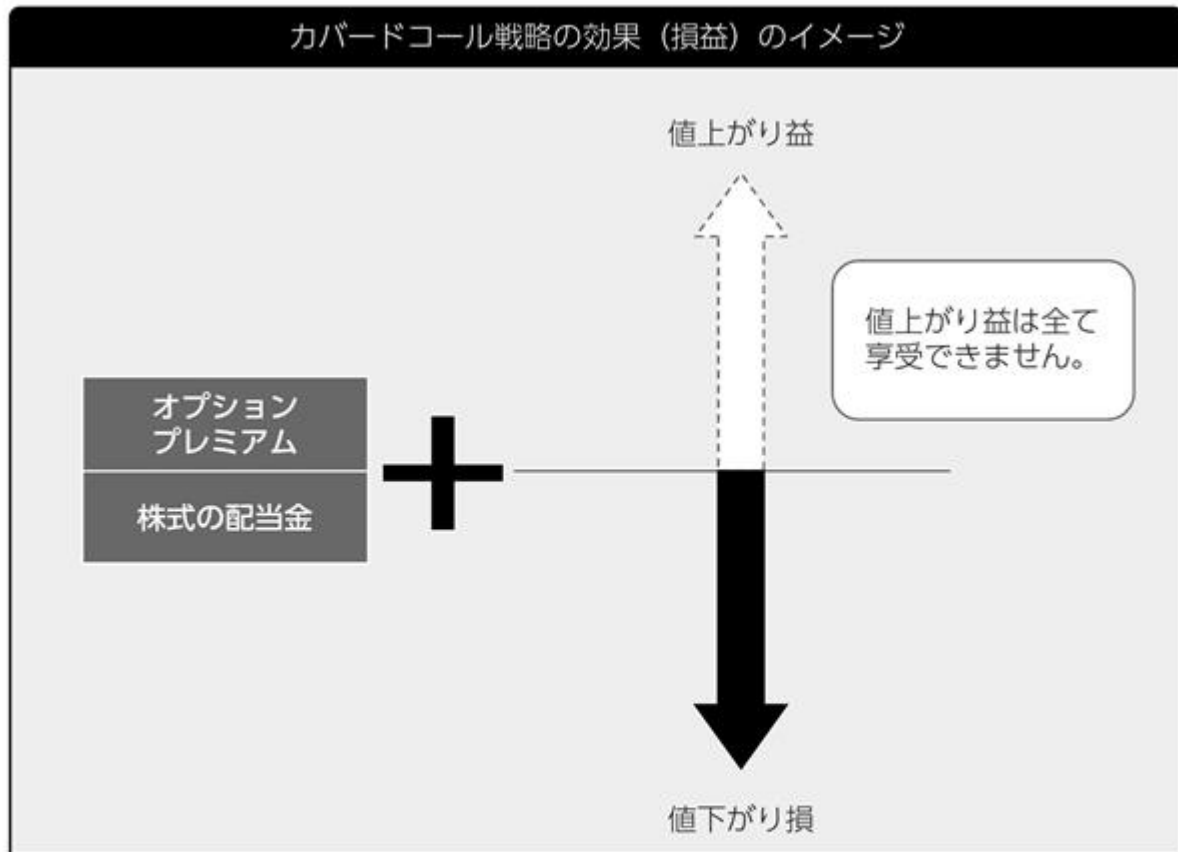 カバードコール戦略の効果（損益）のイメージ
値上がり益
値上がり益は全て
享受できません。
オプション
プレミアム
株式の配当金
値下がり損